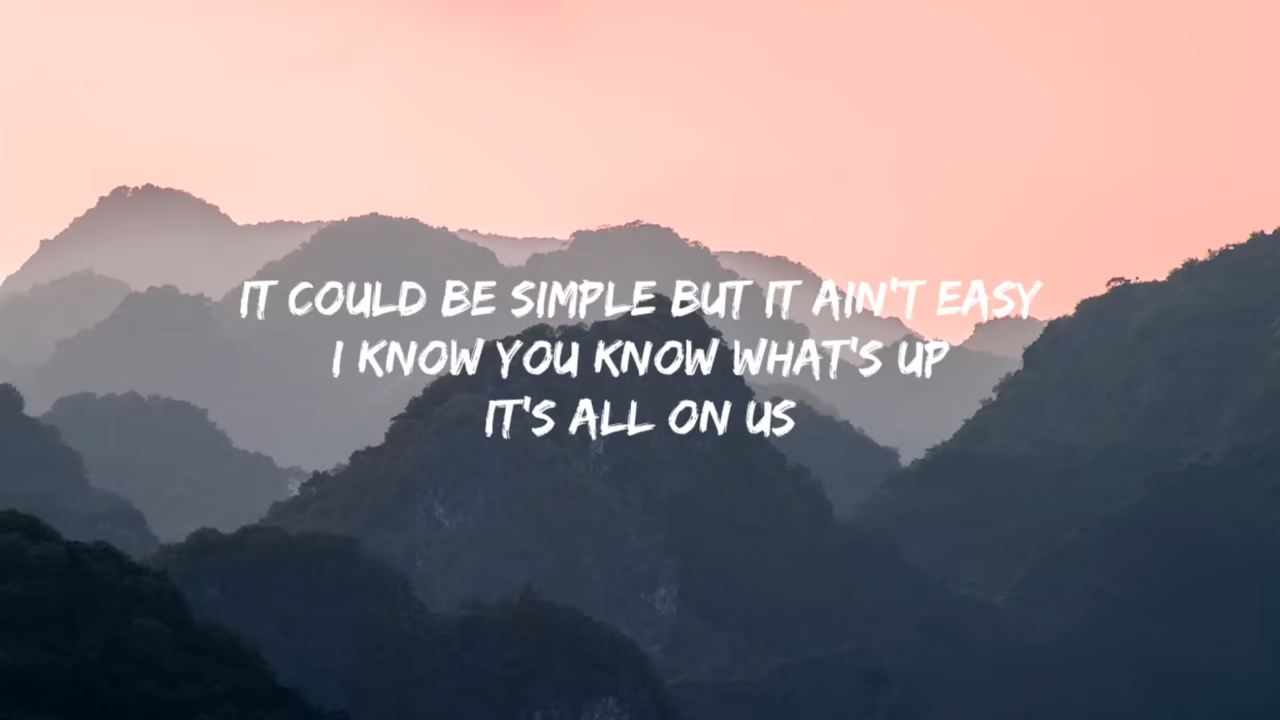 IT COULD BE SIMPLE BUT IT AIN'T EASY
I KNOW YOU KNOW WHAT'S UP
IT'S ALL ON US